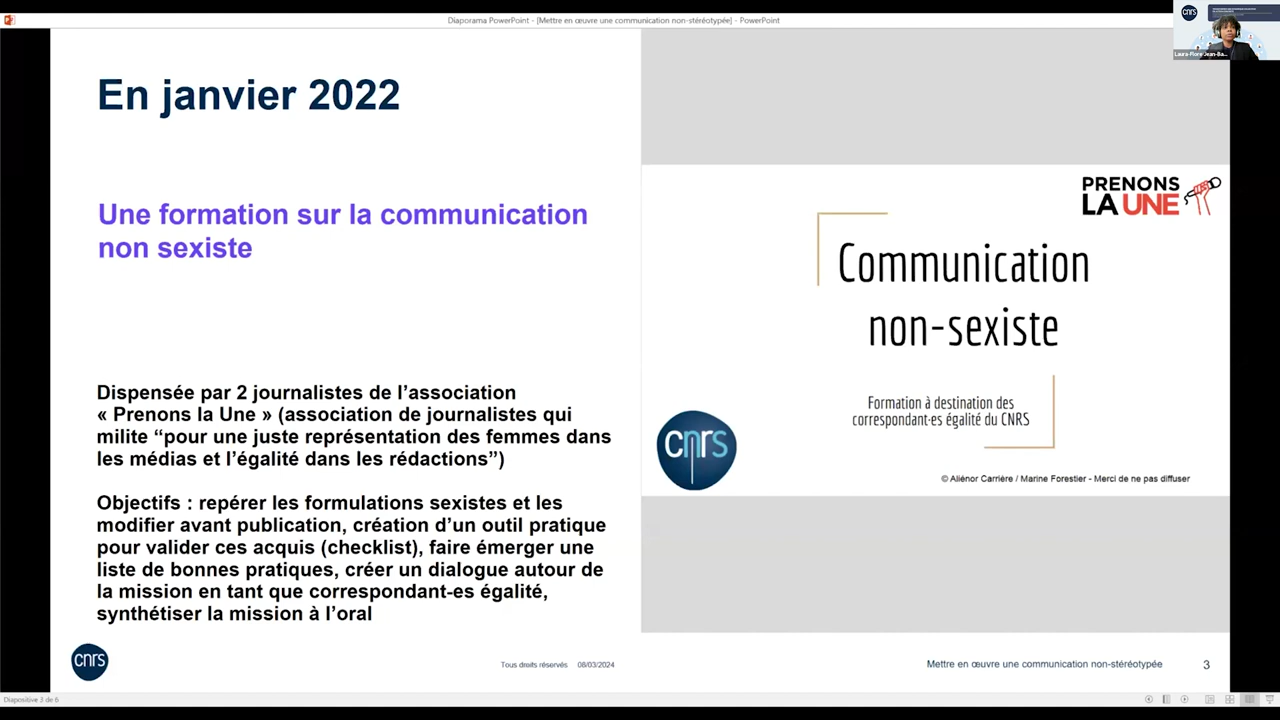 Diaporama PowerPoint - [Mettre en œuvre une communication non-stéréotypée] - PowerPoint
cnrs
Laura-Flore Jean-Ba...
En janvier 2022
Une formation sur la communication
non sexiste
Dispensée par 2 journalistes de l’association
« Prenons la Une » (association de journalistes qui
milite “pour une juste représentation des femmes dans
les médias et l’égalité dans les rédactions”)
Objectifs : repérer les formulations sexistes et les
modifier avant publication, création d’un outil pratique
pour valider ces acquis (checklist), faire émerger une
liste de bonnes pratiques, créer un dialogue autour de
la mission en tant que correspondant-es égalité,
synthétiser la mission à l’oral
PRENONS
LA UNE
Communication
non-sexiste
Formation à destination des
correspondant·es égalité du CNRS
cnrs
© Aliénor Carrière / Marine Forestier - Merci de ne pas diffuser
cnrs
Tous droits réservés 08/03/2024
Mettre en œuvre une communication non-stéréotypée 3
Diapositive 3 de 6